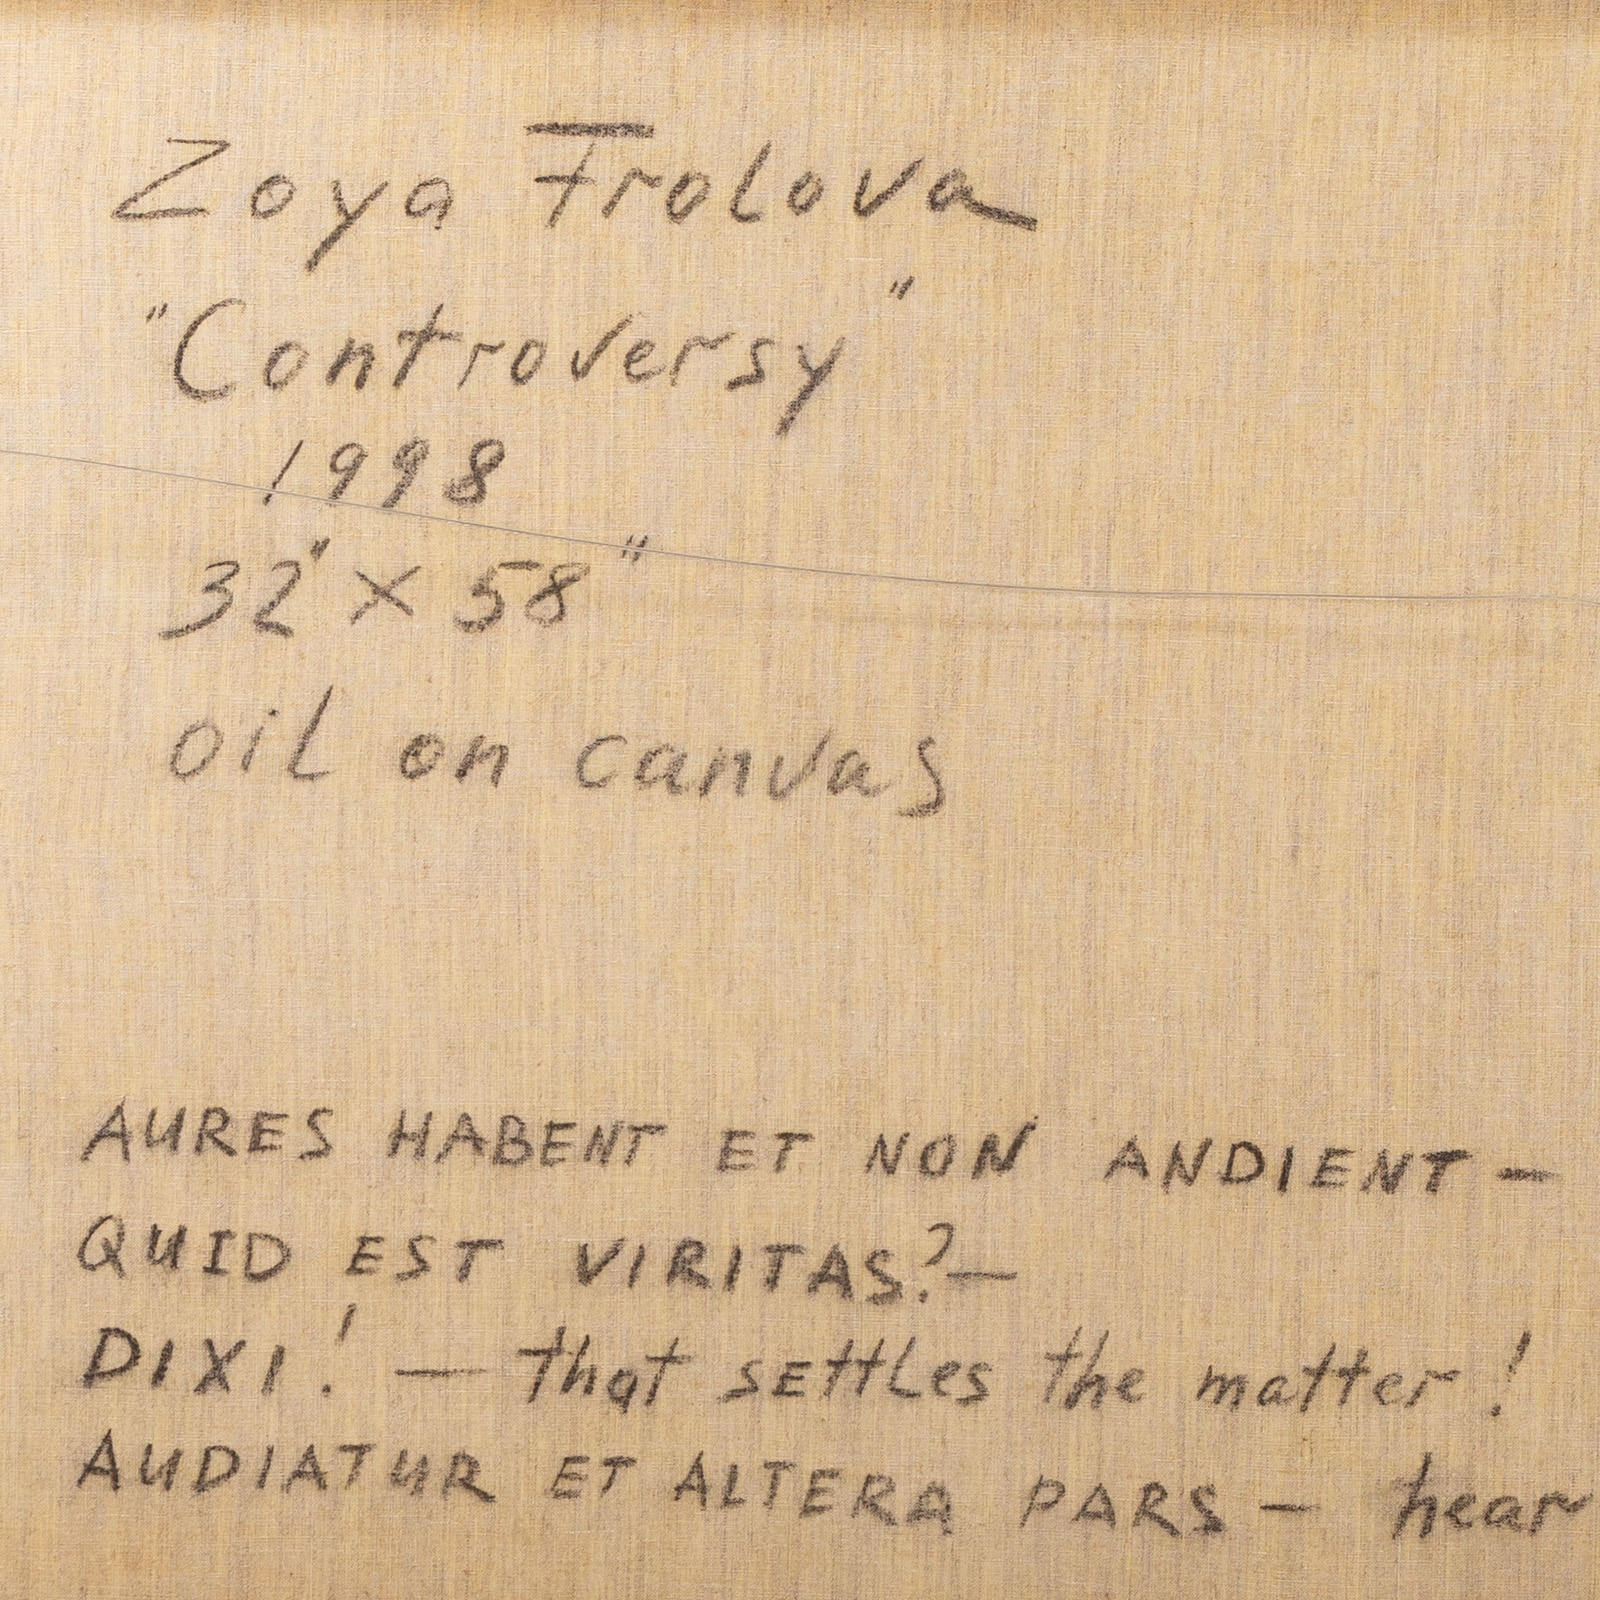 Zoya Frolova
"Controversy"
1998
32" x 58"
oil on canvas
AURES HABENT ET NON ANDIENT —
QUID EST VIRITAS? —
DIXI! — that settles the matter!
AUDIATUR ET ALTERA PARS — hear